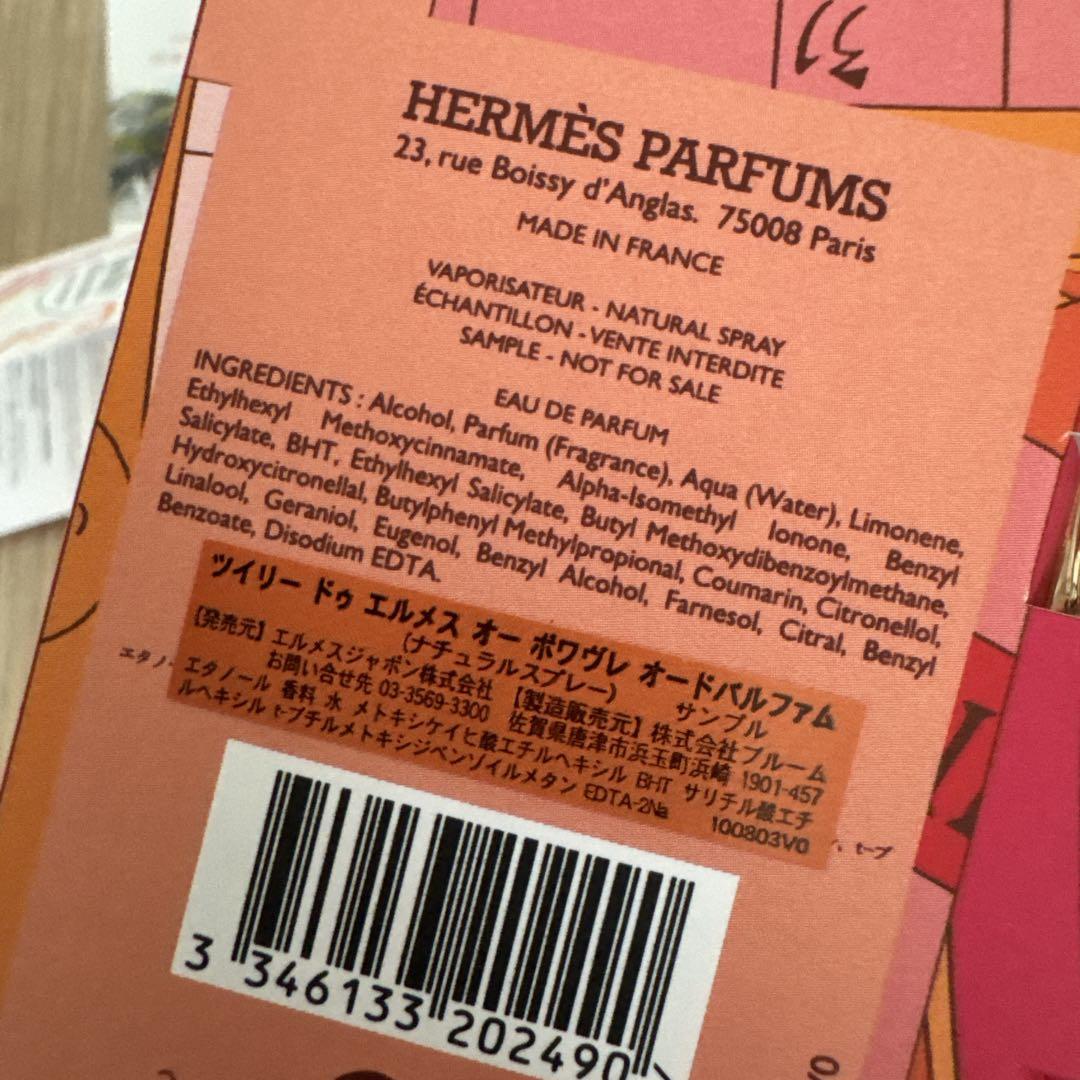 31
HERMÈS PARFUMS
23, rue Boissy d'Anglas. 75008 Paris
MADE IN FRANCE
VAPORISATEUR - NATURAL SPRAY
ÉCHANTILLON - VENTE INTERDITE
SAMPLE - NOT FOR SALE
EAU DE PARFUM
INGREDIENTS : Alcohol, Parfum (Fragrance), Aqua (Water), Limonene,
Ethylhexyl Methoxycinnamate, Alpha-Isomethyl Ionone, Benzyl
Salicylate, BHT, Ethylhexyl Salicylate, Butyl Methoxydibenzoylmethane,
Hydroxycitronellal, Butylphenyl Methylpropional, Coumarin, Citronellol,
Linalool, Geraniol, Eugenol, Benzyl Alcohol, Farnesol, Citral, Benzyl
Benzoate, Disodium EDTA.
ツイリー ドゥ エルメス オー ポワヴレ オードパルファム
(ナチュラルスプレー) サンプル
【発売元】エルメスジャポン株式会社 【製造販売元】株式会社ブルーム
お問い合せ先 03-3569-3300 佐賀県唐津市浜玉町浜崎 1901-457
エタノール 香料 水 メトキシケイヒ酸エチルヘキシル BHT サリチル酸エチ
ルヘキシル t-ブチルメトキシジベンゾイルメタン EDTA-2Na 100803V0
エタノ
、t-ブ
3 346133 202490